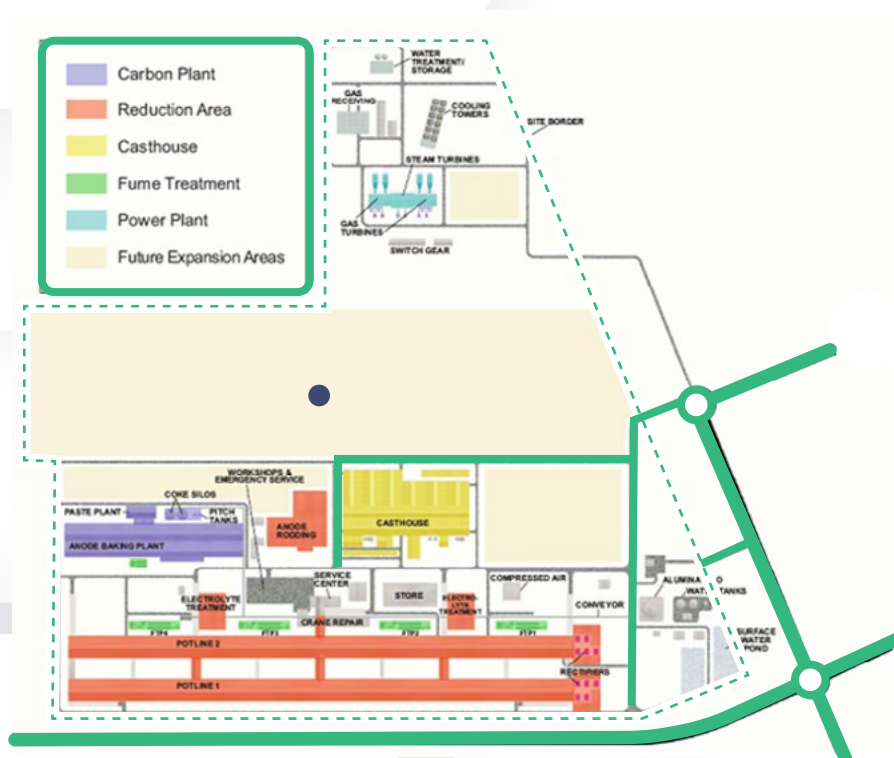 Carbon Plant
Reduction Area
Casthouse
Fume Treatment
Power Plant
Future Expansion Areas
WATER
TREATMENT/
STORAGE
GAS
RECEIVING
COOLING
TOWERS
SITE BORDER
STEAM TURBINES
GAS
TURBINES
SWITCH GEAR
WORKSHOPS &
EMERGENCY SERVICE
COKE SILOS
PASTE PLANT
PITCH
TANKS
ANODE
RODDING
CASTHOUSE
ANODE BAKING PLANT
SERVICE
CENTER
COMPRESSED AIR
ELECTROLYTE
TREATMENT
STORE
ELECTRO-
LYTE
TREATMENT
CONVEYOR
ALUMINA
TANKS
CRANE REPAIR
FTP4
FTP3
FTP2
FTP1
SURFACE
WATER
POND
POTLINE 2
RECTIFIERS
POTLINE 1